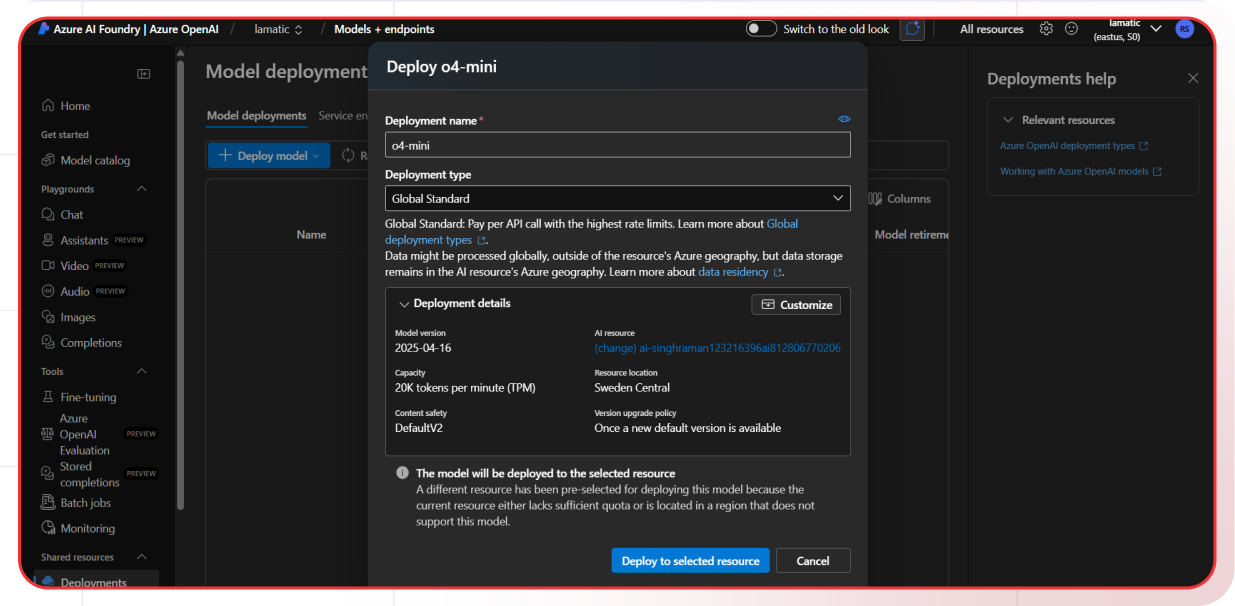 Azure AI Foundry | Azure OpenAI / lamatic / Models + endpoints
Switch to the old look
All resources
lamatic
(eastus, S0)
RS
Home
Get started
Model catalog
Playgrounds
Chat
Assistants PREVIEW
Video PREVIEW
Audio PREVIEW
Images
Completions
Tools
Fine-tuning
Azure
OpenAI PREVIEW
Evaluation
Stored
completions PREVIEW
Batch jobs
Monitoring
Shared resources
Deployments
Model deployment
Model deployments Service en
+ Deploy model
R
Columns
Name
Model retireme
Deploy o4-mini
Deployment name *
o4-mini
Deployment type
Global Standard
Global Standard: Pay per API call with the highest rate limits. Learn more about Global
deployment types.
Data might be processed globally, outside of the resource's Azure geography, but data storage
remains in the AI resource's Azure geography. Learn more about data residency.
Deployment details
Customize
Model version
2025-04-16
AI resource
(change) ai-singhraman123216396ai812806770206
Capacity
20K tokens per minute (TPM)
Resource location
Sweden Central
Content safety
DefaultV2
Version upgrade policy
Once a new default version is available
The model will be deployed to the selected resource
A different resource has been pre-selected for deploying this model because the
current resource either lacks sufficient quota or is located in a region that does not
support this model.
Deploy to selected resource
Cancel
Deployments help
Relevant resources
Azure OpenAI deployment types
Working with Azure OpenAI models